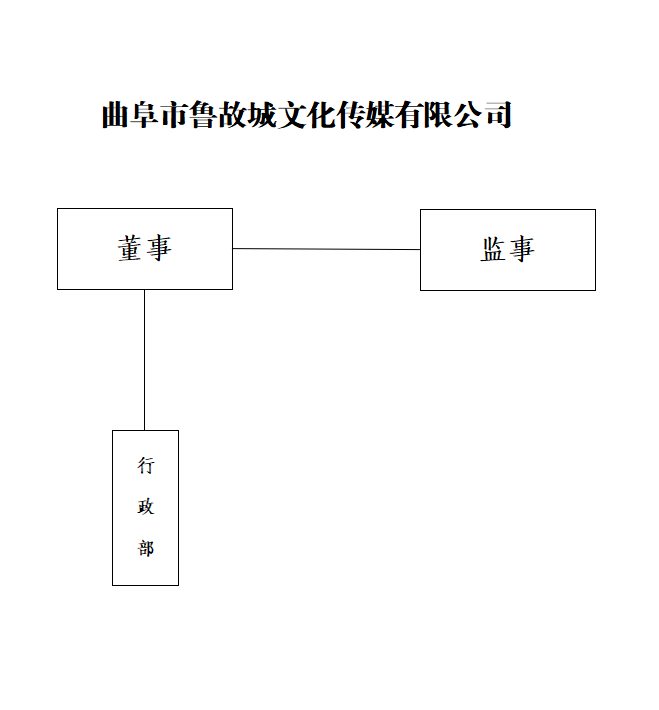 曲阜市鲁故城文化传媒有限公司
董事
监事
行
政
部